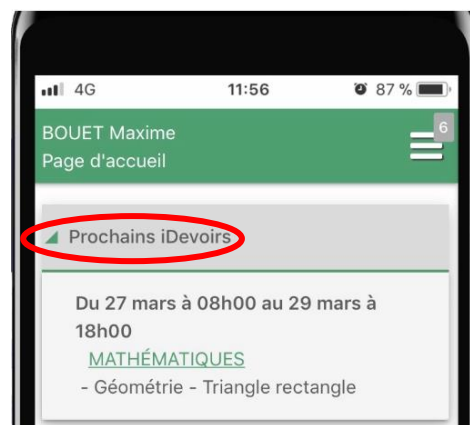 4G 11:56 87 %
BOUET Maxime 6
Page d'accueil
Prochains iDevoirs
Du 27 mars à 08h00 au 29 mars à
18h00
MATHÉMATIQUES
- Géométrie - Triangle rectangle